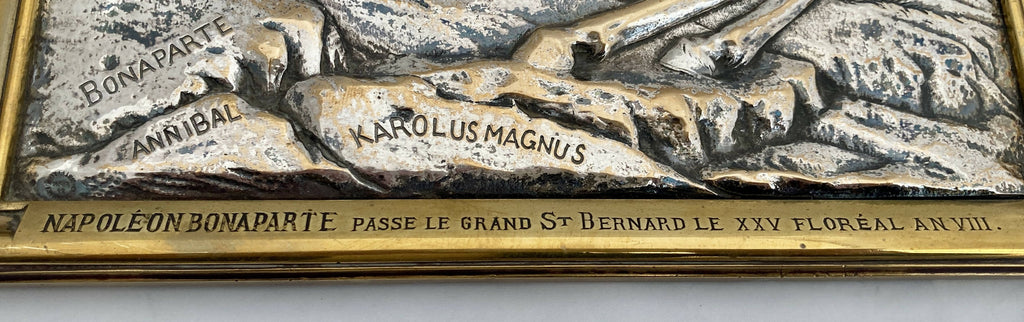 BONAPARTE
ANNIBAL
KAROLUS MAGNUS
NAPOLÉON BONAPARTE PASSE LE GRAND ST BERNARD LE XXV FLORÉAL AN VIII.